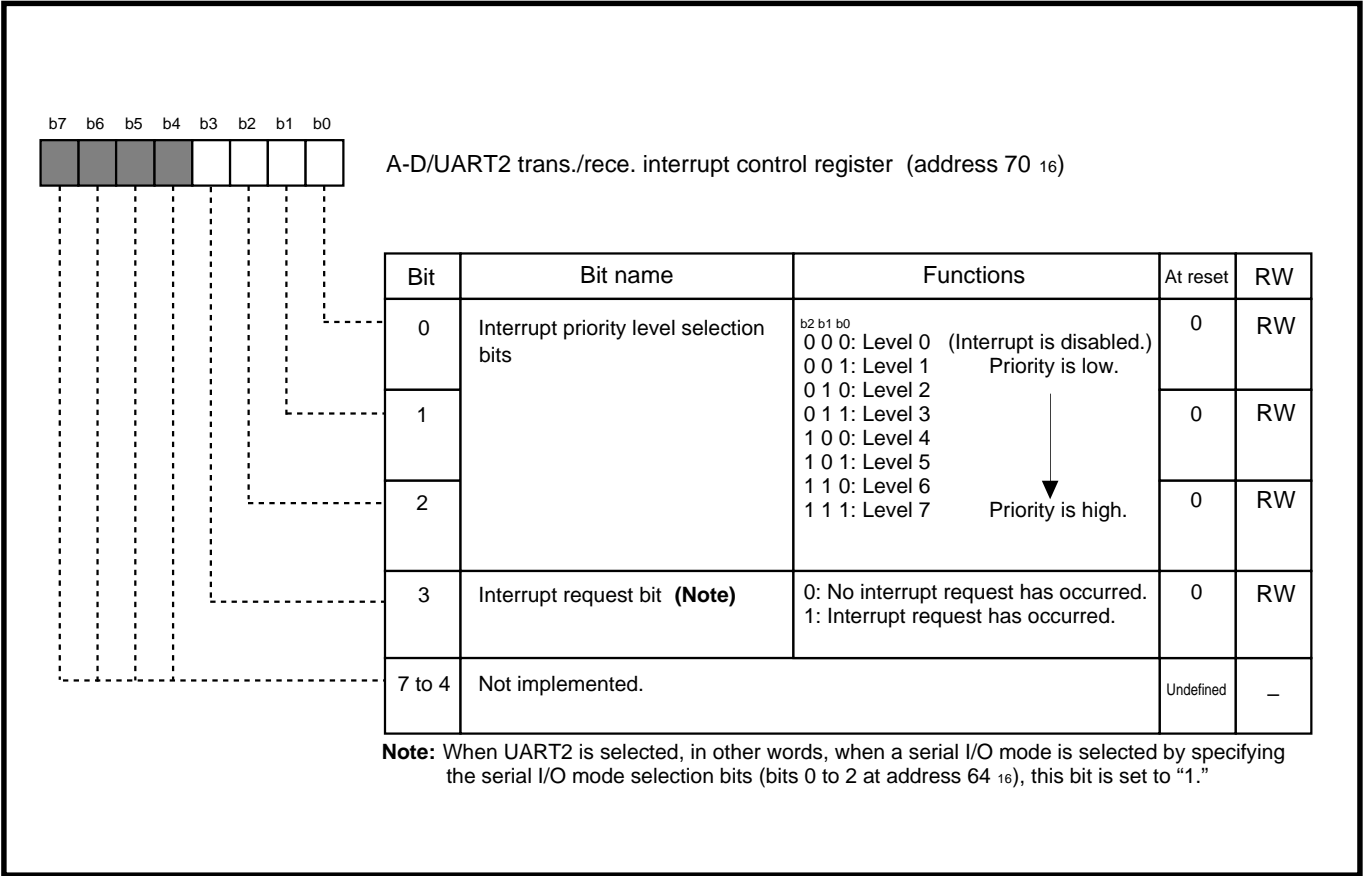 b7 b6 b5 b4 b3 b2 b1 b0
A-D/UART2 trans./rece. interrupt control register (address 70 16)
Bit Bit name Functions At reset RW
0 Interrupt priority level selection bits
b2 b1 b0
0 0 0: Level 0 (Interrupt is disabled.)
0 0 1: Level 1 Priority is low.
0 1 0: Level 2
0 1 1: Level 3
1 0 0: Level 4
1 0 1: Level 5
1 1 0: Level 6
1 1 1: Level 7 Priority is high.
0 RW
1 0 RW
2 0 RW
3 Interrupt request bit (Note) 0: No interrupt request has occurred. 0 RW
1: Interrupt request has occurred.
7 to 4 Not implemented. Undefined –
Note: When UART2 is selected, in other words, when a serial I/O mode is selected by specifying
the serial I/O mode selection bits (bits 0 to 2 at address 64 16), this bit is set to “1.”